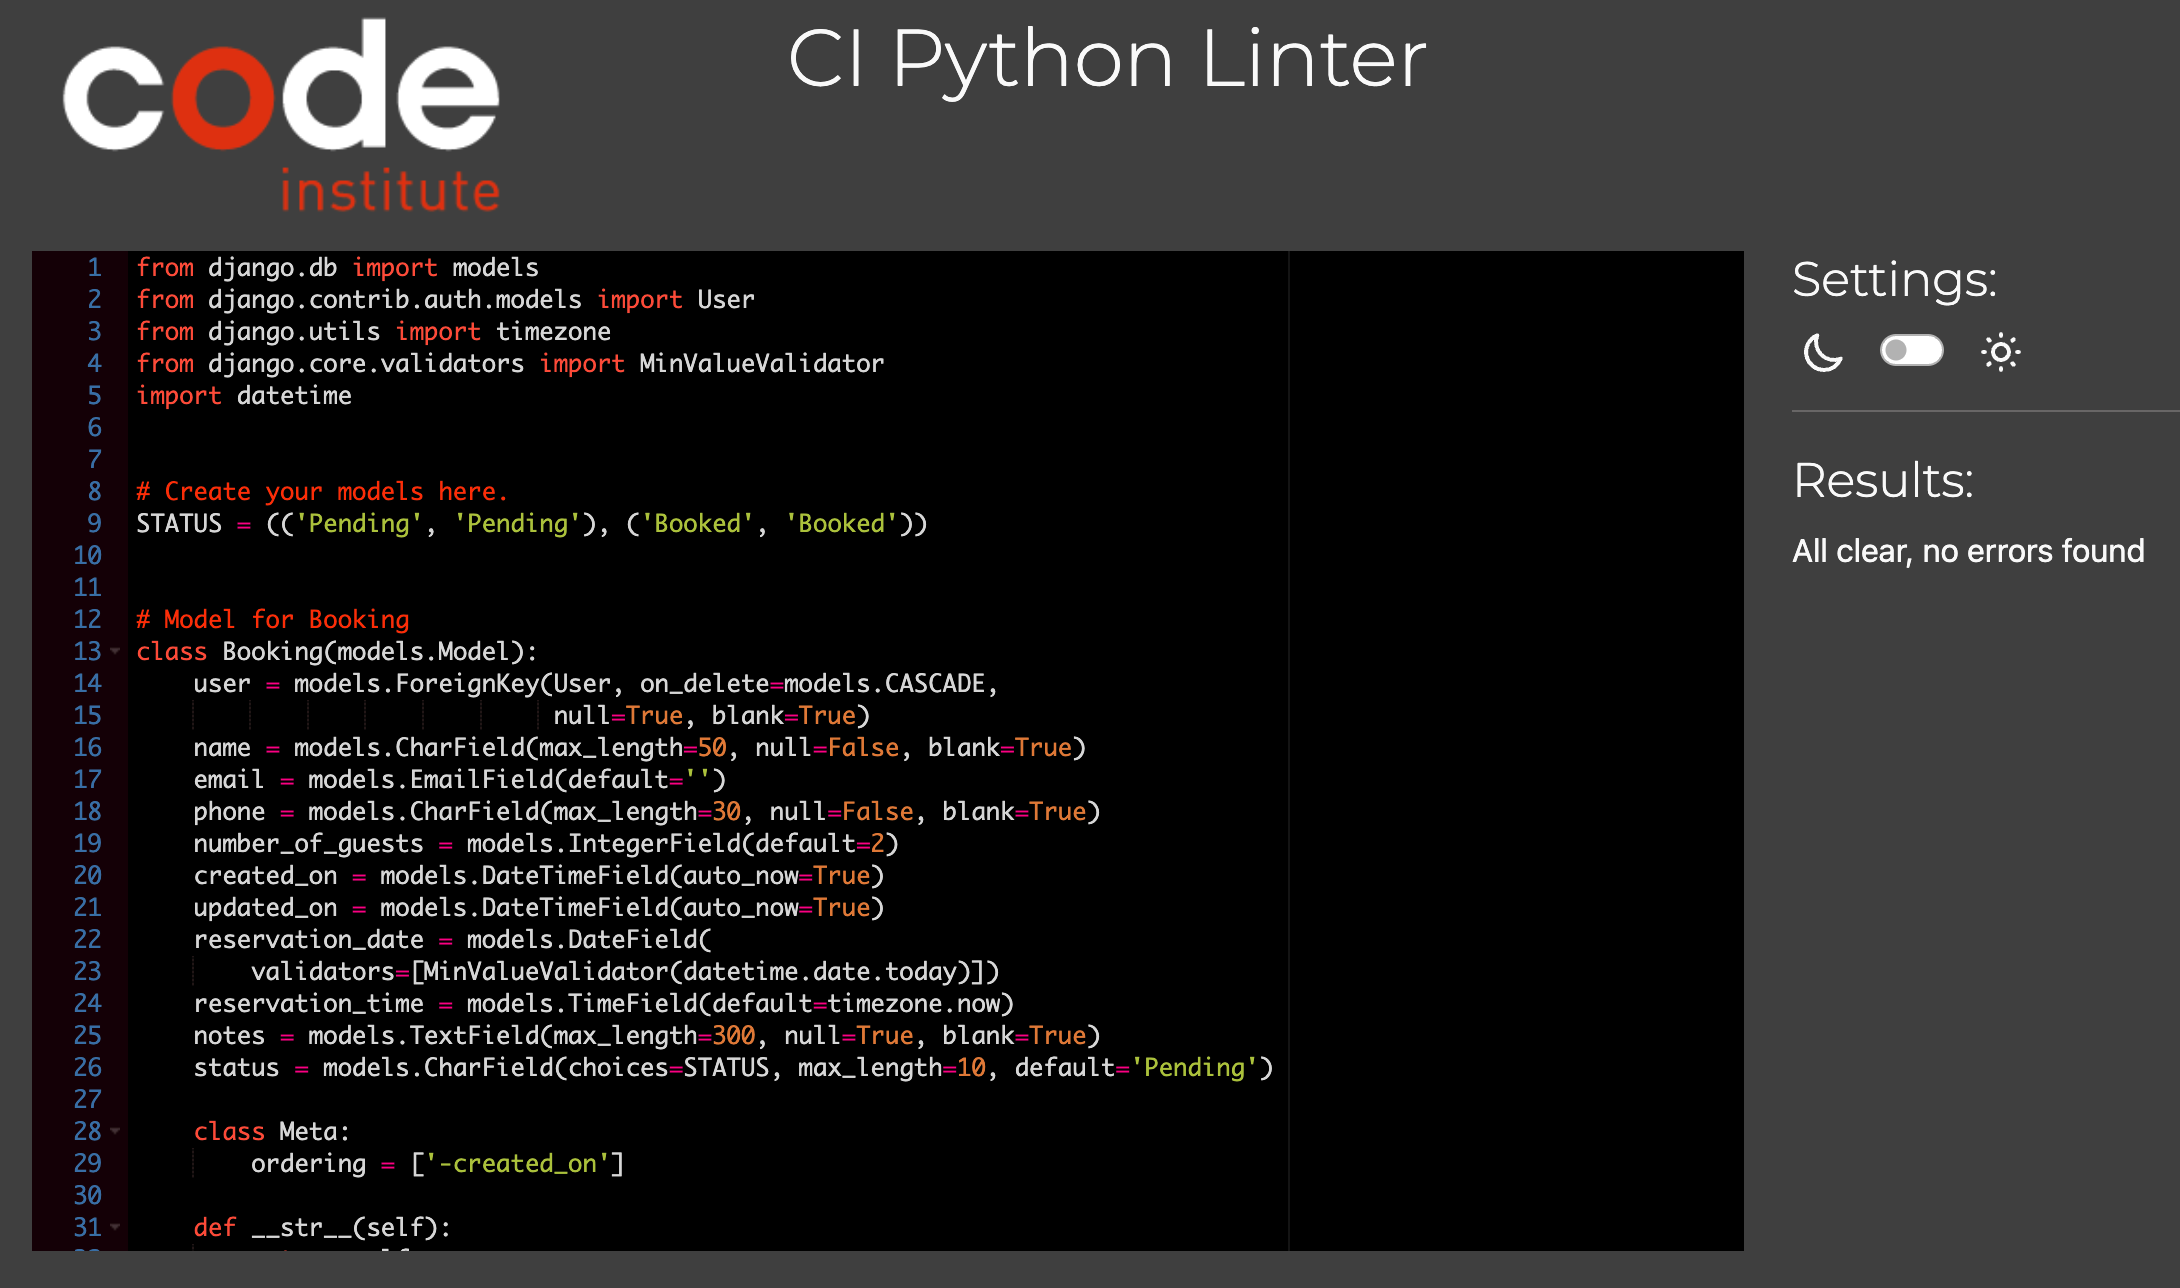 code
institute
CI Python Linter
1 from django.db import models
2 from django.contrib.auth.models import User
3 from django.utils import timezone
4 from django.core.validators import MinValueValidator
5 import datetime
6
7
8 # Create your models here.
9 STATUS = (('Pending', 'Pending'), ('Booked', 'Booked'))
10
11
12 # Model for Booking
13 class Booking(models.Model):
14     user = models.ForeignKey(User, on_delete=models.CASCADE,
15                              null=True, blank=True)
16     name = models.CharField(max_length=50, null=False, blank=True)
17     email = models.EmailField(default='')
18     phone = models.CharField(max_length=30, null=False, blank=True)
19     number_of_guests = models.IntegerField(default=2)
20     created_on = models.DateTimeField(auto_now=True)
21     updated_on = models.DateTimeField(auto_now=True)
22     reservation_date = models.DateField(
23         validators=[MinValueValidator(datetime.date.today)])
24     reservation_time = models.TimeField(default=timezone.now)
25     notes = models.TextField(max_length=300, null=True, blank=True)
26     status = models.CharField(choices=STATUS, max_length=10, default='Pending')
27
28     class Meta:
29         ordering = ['-created_on']
30
31     def __str__(self):
Settings:
Results:
All clear, no errors found